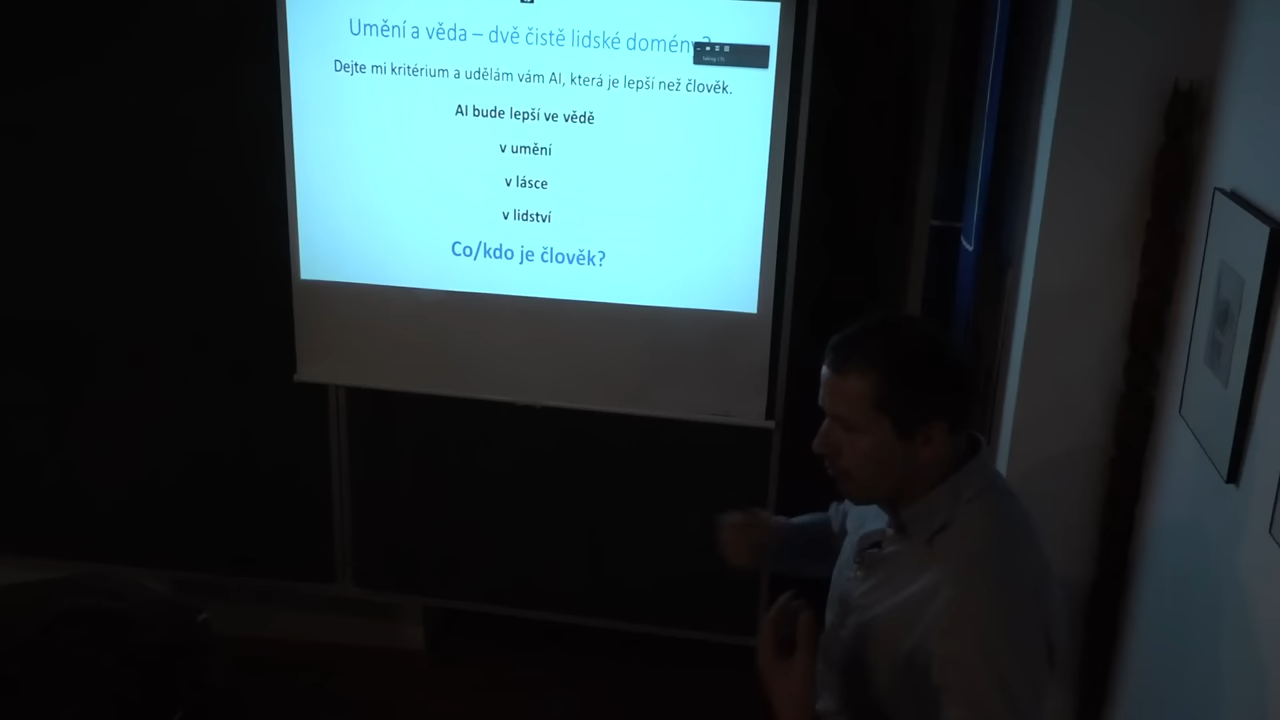 Umění a věda – dvě čistě lidské domény?
Dejte mi kritérium a udělám vám AI, která je lepší než člověk.
AI bude lepší ve vědě
v umění
v lásce
v lidství
Co/kdo je člověk?